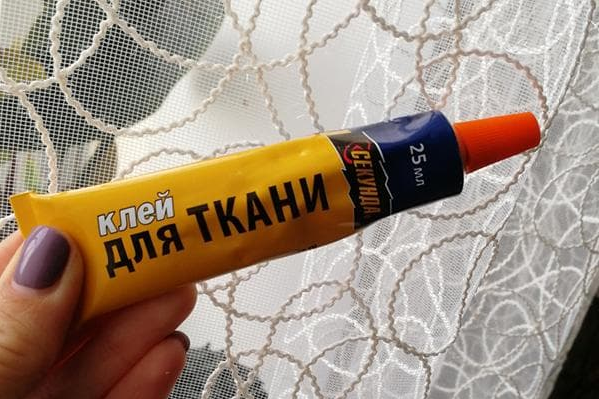 клей
для ткани
СЕКУНДА
25 мл